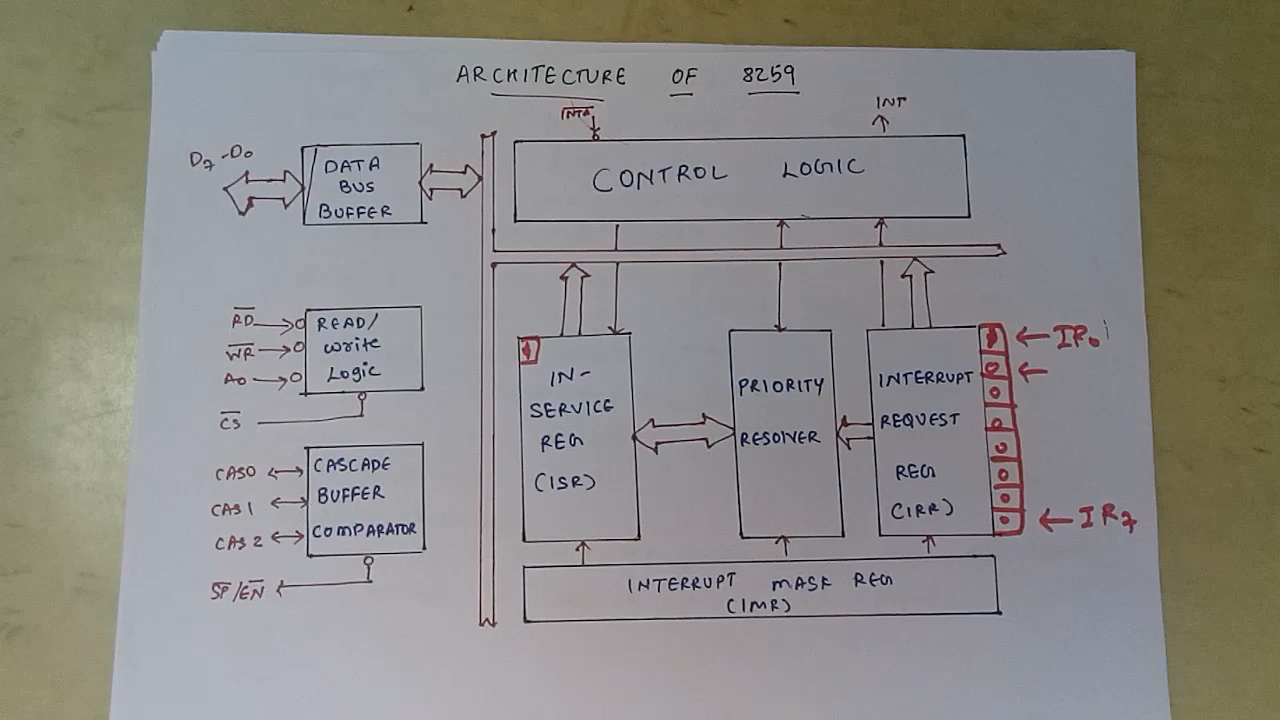 ARCHITECTURE OF 8259
INTA
INT
D7-D0
DATA
BUS
BUFFER
CONTROL LOGIC
RD
WR
A0
CS
READ/
Write
Logic
CAS0
CAS1
CAS2
SP/EN
CASCADE
BUFFER
COMPARATOR
IN-
SERVICE
REG
(ISR)
PRIORITY
RESOLVER
INTERRUPT
REQUEST
REG
(IRR)
IR0
IR7
INTERRUPT MASK REG
(IMR)